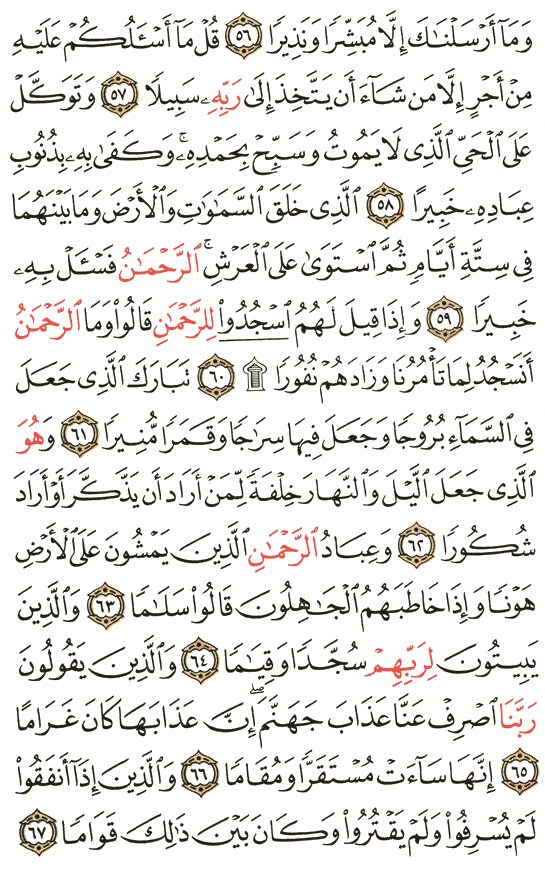 وَمَآ أَرْسَلْنَـٰكَ إِلَّا مُبَشِّرًا وَنَذِيرًا ٥٦ قُلْ مَآ أَسْـَٔلُكُمْ عَلَيْهِ
مِنْ أَجْرٍ إِلَّا مَن شَآءَ أَن يَتَّخِذَ إِلَىٰ رَبِّهِۦ سَبِيلًا ٥٧ وَتَوَكَّلْ
عَلَى ٱلْحَىِّ ٱلَّذِى لَا يَمُوتُ وَسَبِّحْ بِحَمْدِهِۦ ۚ وَكَفَىٰ بِهِۦ بِذُنُوبِ
عِبَادِهِۦ خَبِيرًا ٥٨ ٱلَّذِى خَلَقَ ٱلسَّمَـٰوَٰتِ وَٱلْأَرْضَ وَمَا بَيْنَهُمَا
فِى سِتَّةِ أَيَّامٍ ثُمَّ ٱسْتَوَىٰ عَلَى ٱلْعَرْشِ ۚ ٱلرَّحْمَـٰنُ فَسْـَٔلْ بِهِۦ
خَبِيرًا ٥٩ وَإِذَا قِيلَ لَهُمُ ٱسْجُدُوا۟ لِلرَّحْمَـٰنِ قَالُوا۟ وَمَا ٱلرَّحْمَـٰنُ
أَنَسْجُدُ لِمَا تَأْمُرُنَا وَزَادَهُمْ نُفُورًا ۩ ٦٠ تَبَارَكَ ٱلَّذِى جَعَلَ
فِى ٱلسَّمَآءِ بُرُوجًا وَجَعَلَ فِيهَا سِرَٰجًا وَقَمَرًا مُّنِيرًا ٦١ وَهُوَ
ٱلَّذِى جَعَلَ ٱلَّيْلَ وَٱلنَّهَارَ خِلْفَةً لِّمَنْ أَرَادَ أَن يَذَّكَّرَ أَوْ أَرَادَ
شُكُورًا ٦٢ وَعِبَادُ ٱلرَّحْمَـٰنِ ٱلَّذِينَ يَمْشُونَ عَلَى ٱلْأَرْضِ
هَوْنًا وَإِذَا خَاطَبَهُمُ ٱلْجَـٰهِلُونَ قَالُوا۟ سَلَـٰمًا ٦٣ وَٱلَّذِينَ
يَبِيتُونَ لِرَبِّهِمْ سُجَّدًا وَقِيَـٰمًا ٦٤ وَٱلَّذِينَ يَقُولُونَ
رَبَّنَا ٱصْرِفْ عَنَّا عَذَابَ جَهَنَّمَ ۖ إِنَّ عَذَابَهَا كَانَ غَرَامًا
٦٥ إِنَّهَا سَآءَتْ مُسْتَقَرًّا وَمُقَامًا ٦٦ وَٱلَّذِينَ إِذَآ أَنفَقُوا۟
لَمْ يُسْرِفُوا۟ وَلَمْ يَقْتُرُوا۟ وَكَانَ بَيْنَ ذَٰلِكَ قَوَامًا ٦٧